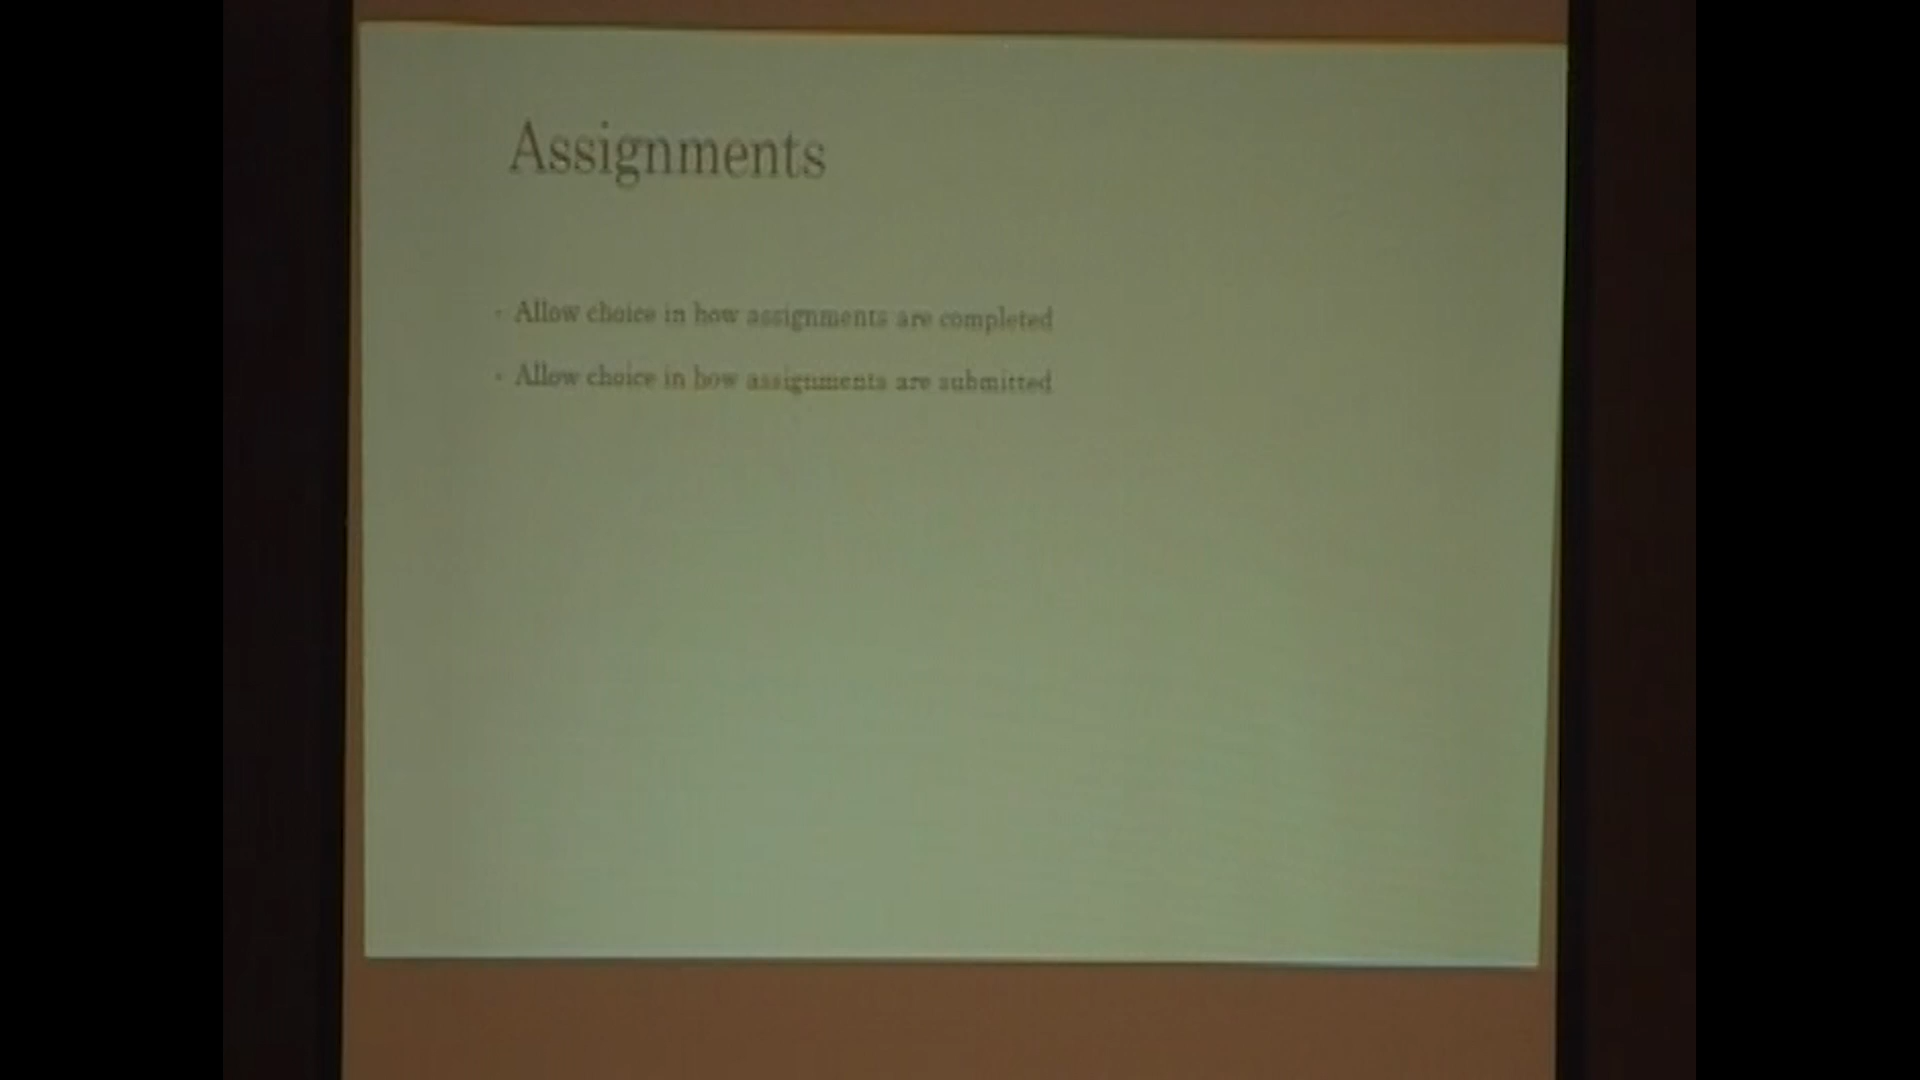 Assignments
• Allow choice in how assignments are completed
• Allow choice in how assignments are submitted